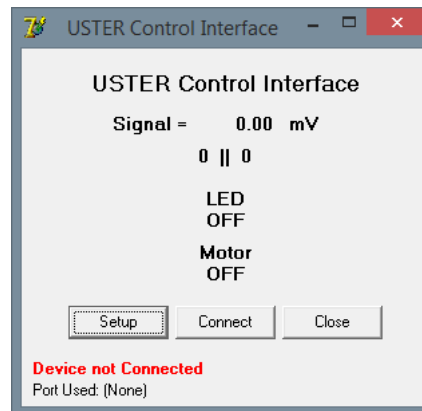 USTER Control Interface
USTER Control Interface
Signal = 0.00 mV
0 || 0
LED
OFF
Motor
OFF
Setup Connect Close
Device not Connected
Port Used: (None)